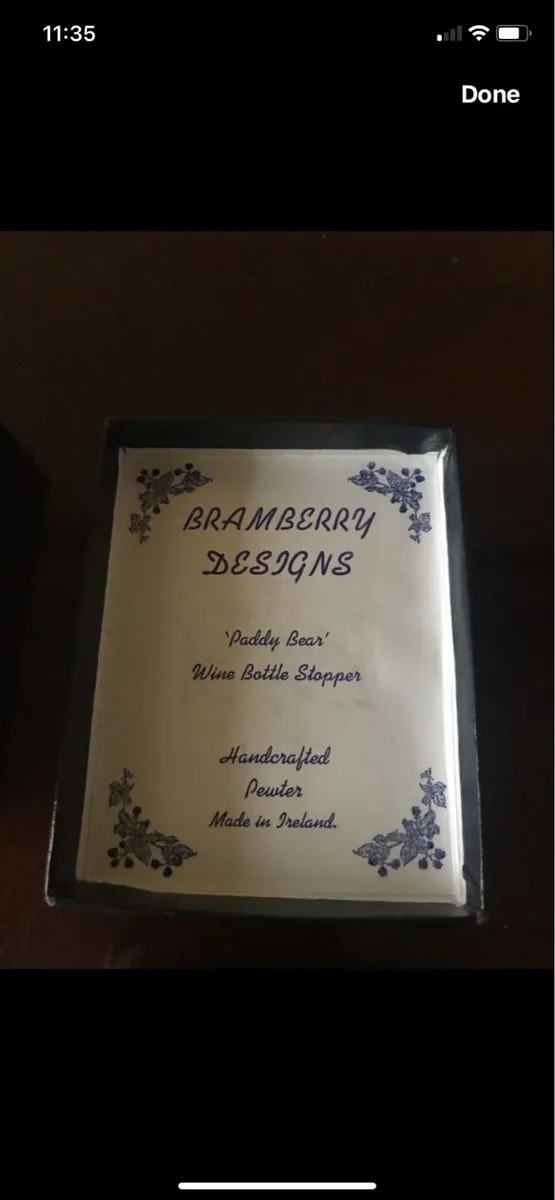 11:35
Done
BRAMBERRY
DESIGNS
'Paddy Bear'
Wine Bottle Stopper
Handcrafted
Pewter
Made in Ireland.